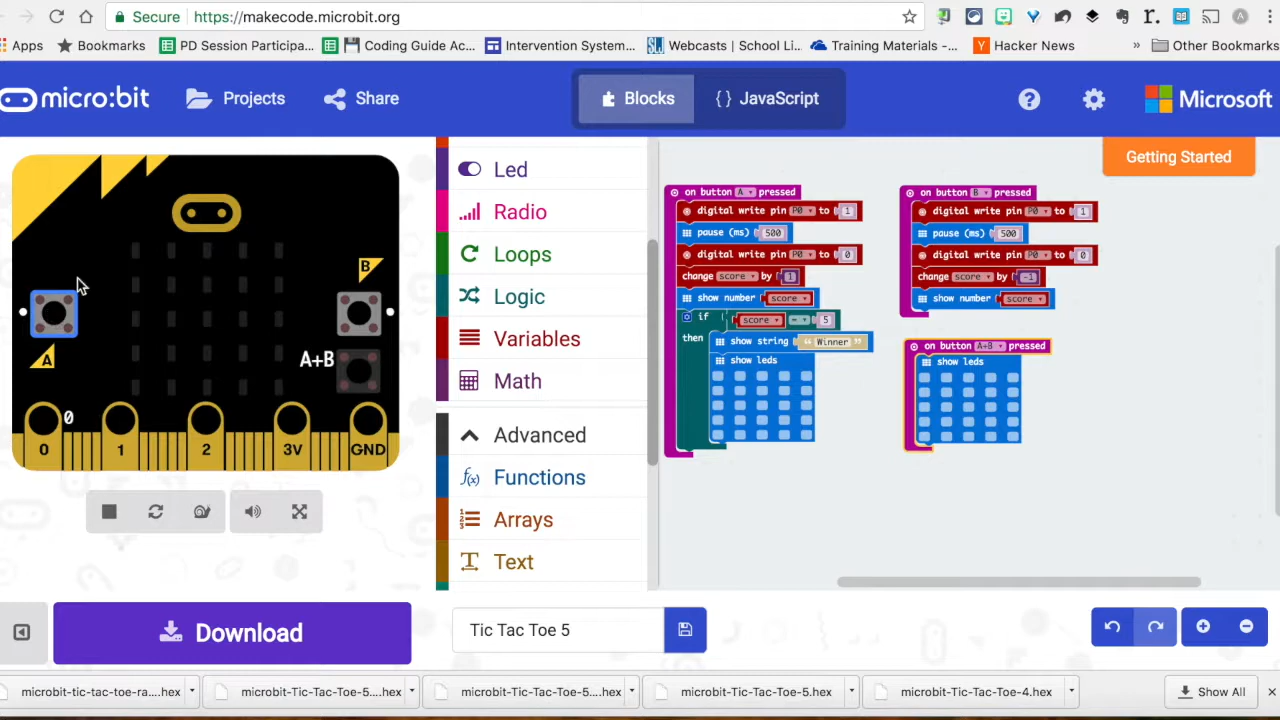 Secure
https://makecode.microbit.org
A
Apps
Bookmarks
PD Session Participa...
Coding Guide Ac...
Intervention System...
Webcasts | School Li...
Training Materials -...
Hacker News
»
Other Bookmarks
micro:bit
Projects
Share
Blocks
{} JavaScript
?
Microsoft
Getting Started
B
A
A+B
0
0
1
2
3V
GND
Led
Radio
Loops
Logic
Variables
Math
Advanced
Functions
Arrays
Text
on button A pressed
digital write pin P0 to 1
pause (ms) 500
digital write pin P0 to 0
change score by 1
show number score
if score = 5
then show string “ Winner ”
show leds
on button B pressed
digital write pin P0 to 1
pause (ms) 500
digital write pin P0 to 0
change score by -1
show number score
on button A+B pressed
show leds
Download
Tic Tac Toe 5
microbit-tic-tac-toe-ra....hex
microbit-Tic-Tac-Toe-5....hex
microbit-Tic-Tac-Toe-5....hex
microbit-Tic-Tac-Toe-5.hex
microbit-Tic-Tac-Toe-4.hex
Show All